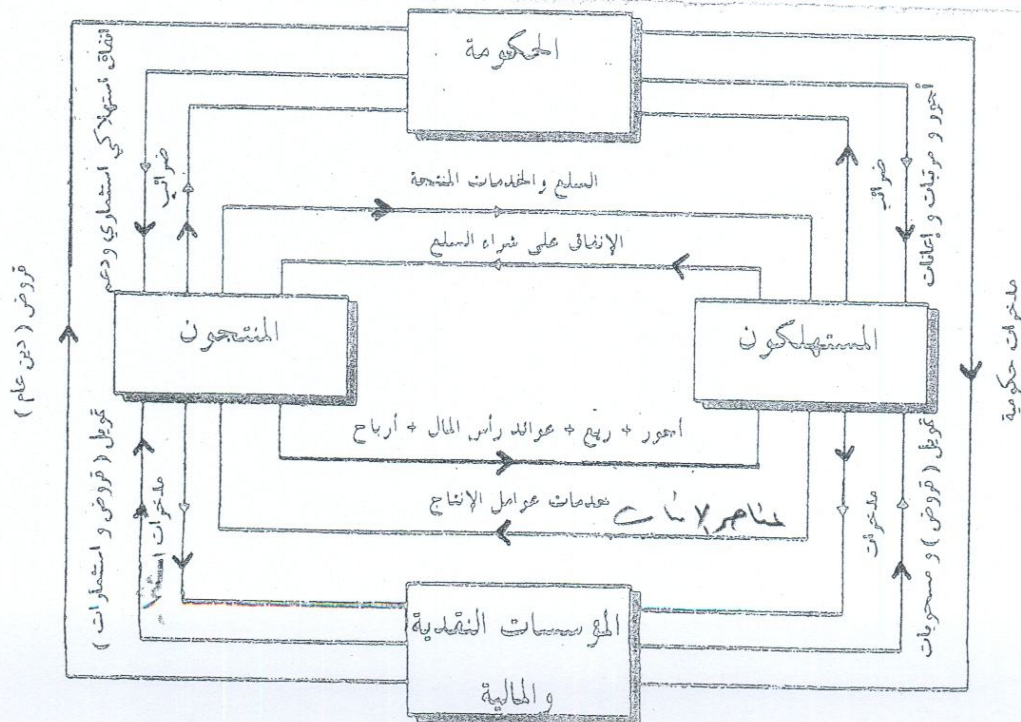 الحكومة
قروض (دين عام)
انفاق استهلاكي استثماري ودعم
ضرائب
ضرائب
أجور و مرتبات و إعانات
مدخرات حكومية
السلع والخدمات المنتجة
الإنفاق على شراء السلع
المنتجون
المستهلكون
أجور + ريع + عوائد رأس المال + أرباح
خدمات عوامل الإنتاج
تمويل (قروض و استثمارات)
مدخرات
مدخرات
تمويل (قروض) و مسحوبات
المؤسسات النقدية
و المالية